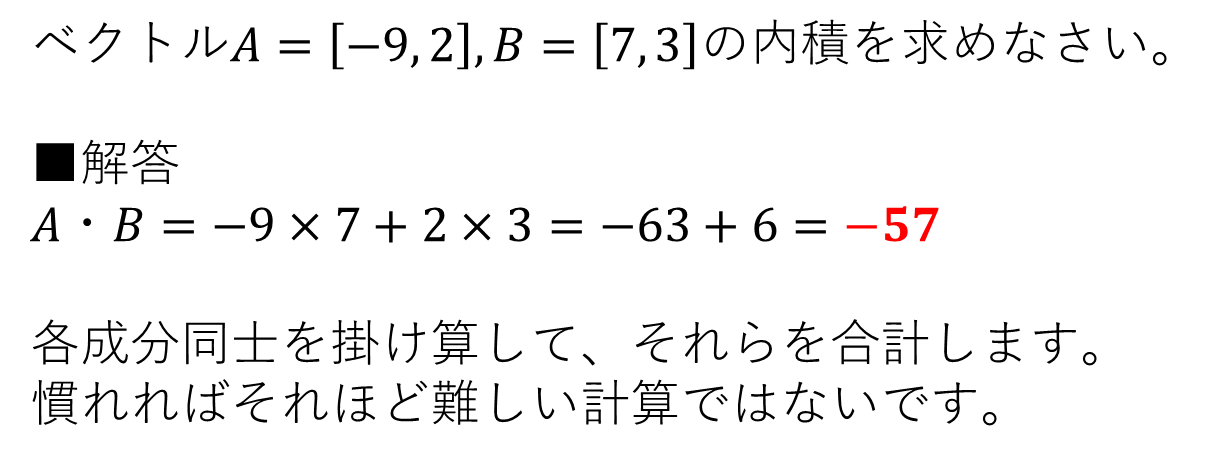 ベクトルA = [−9, 2], B = [7, 3]の内積を求めなさい。
■解答
A・B = −9 × 7 + 2 × 3 = −63 + 6 = −57
各成分同士を掛け算して、それらを合計します。
慣れればそれほど難しい計算ではないです。